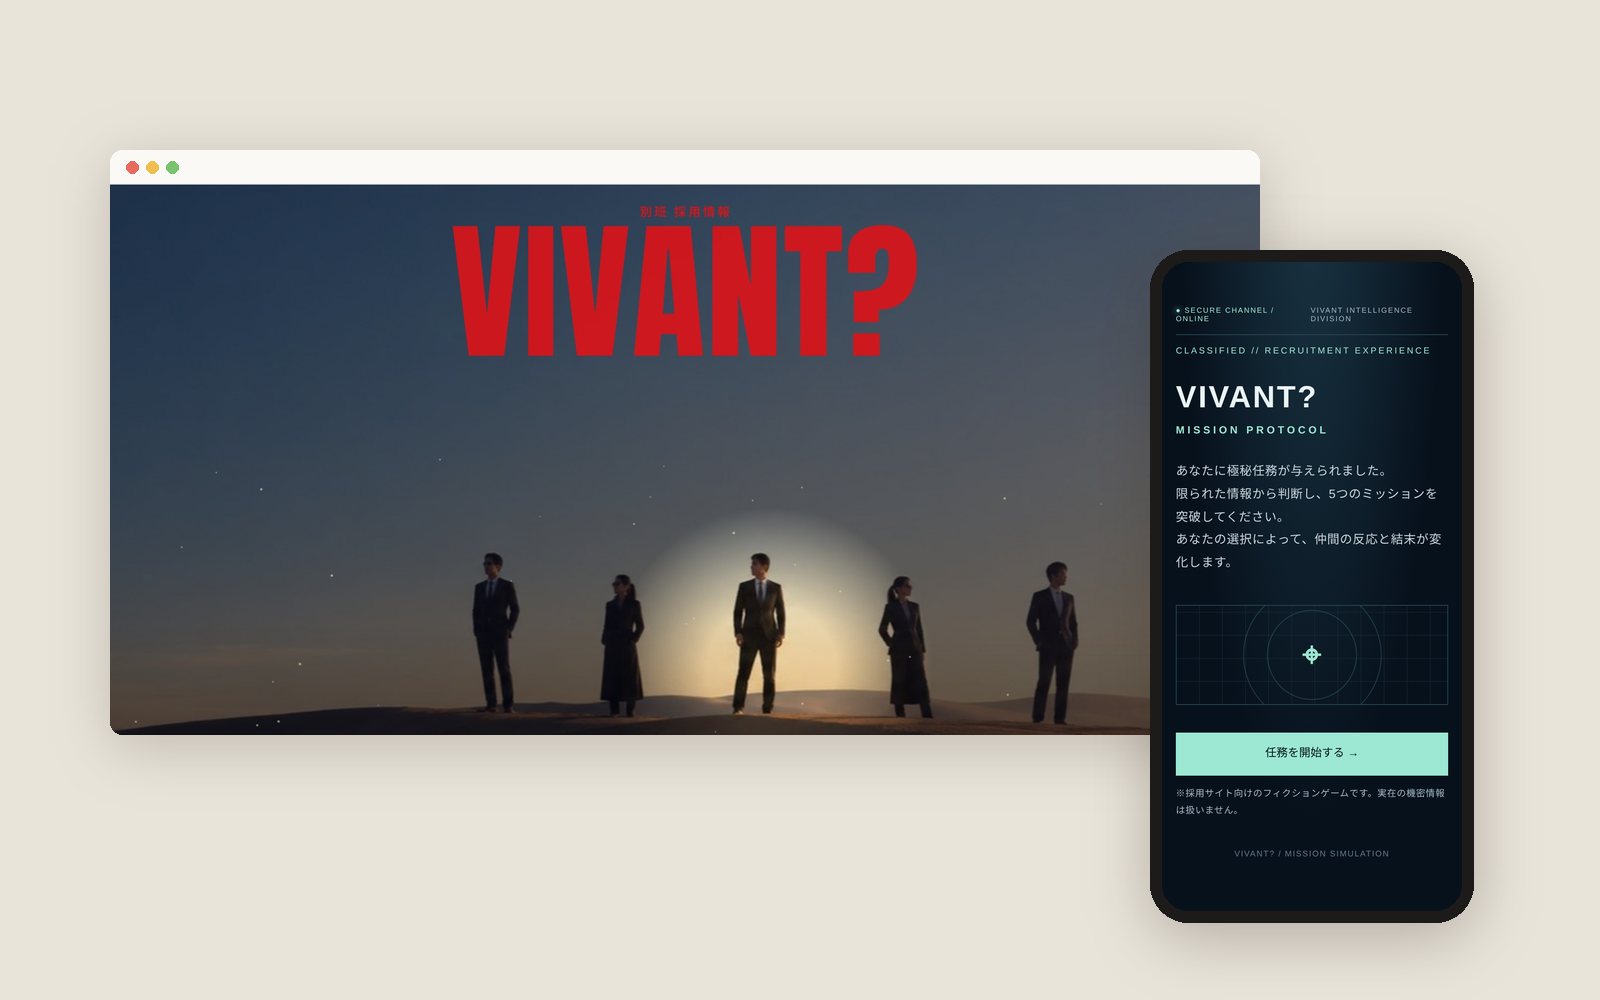 別班 採用情報
VIVANT?
● SECURE CHANNEL /
ONLINE
VIVANT INTELLIGENCE
DIVISION
CLASSIFIED // RECRUITMENT EXPERIENCE
VIVANT?
MISSION PROTOCOL
あなたに極秘任務が与えられました。
限られた情報から判断し、5つのミッションを
突破してください。
あなたの選択によって、仲間の反応と結末が変
化します。
任務を開始する →
※採用サイト向けのフィクションゲームです。実在の機密情報
は扱いません。
VIVANT? / MISSION SIMULATION